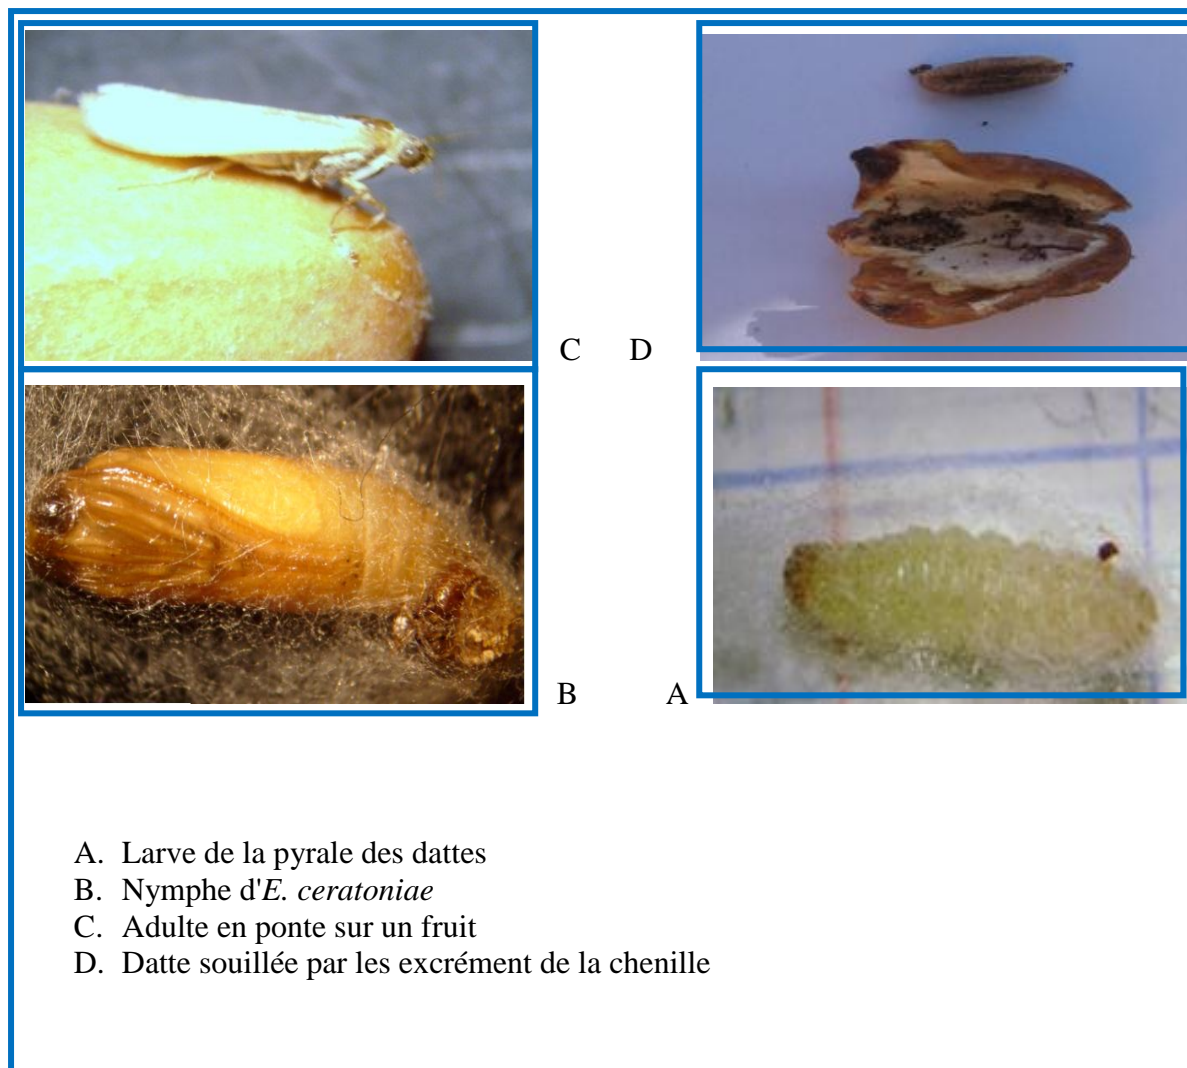 C D
B A
A. Larve de la pyrale des dattes
B. Nymphe d'E. ceratoniae
C. Adulte en ponte sur un fruit
D. Datte souillée par les excrément de la chenille